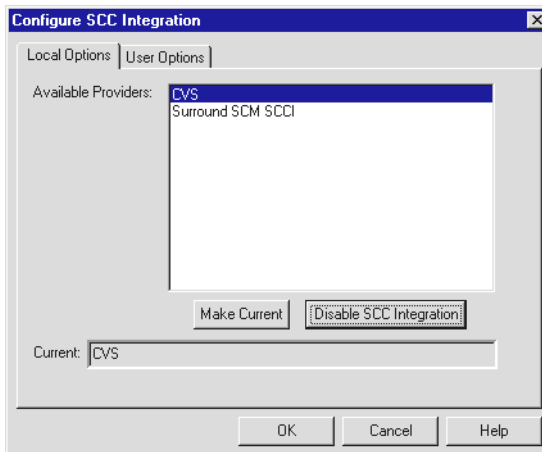 Configure SCC Integration
Local Options User Options
Available Providers:
CVS
Surround SCM SCCI
Make Current Disable SCC Integration
Current: CVS
OK Cancel Help